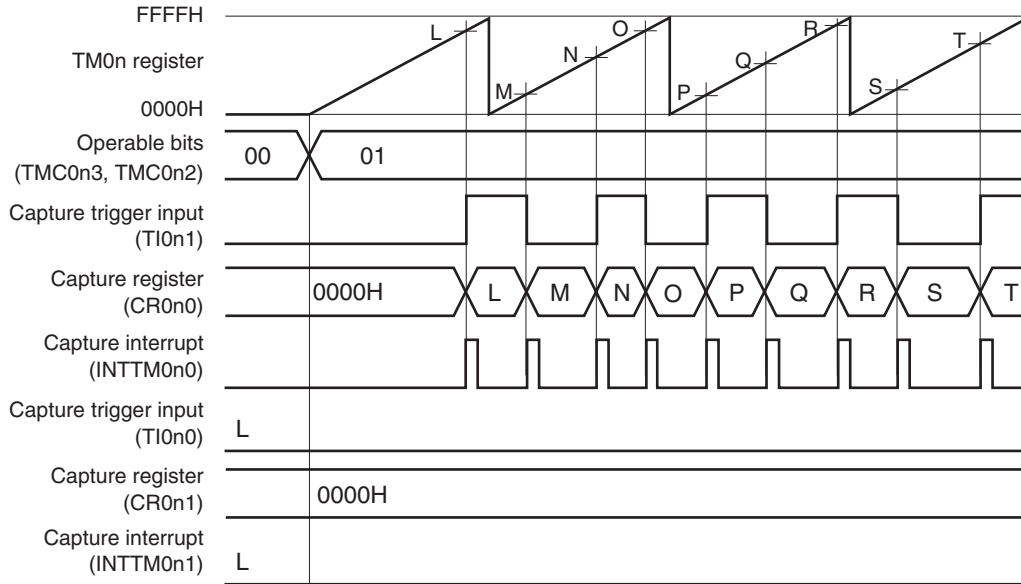 FFFFH
TM0n register
0000H
L M N O P Q R S T
Operable bits
(TMC0n3, TMC0n2)
00 01
Capture trigger input
(TI0n1)
Capture register
(CR0n0)
0000H L M N O P Q R S T
Capture interrupt
(INTTM0n0)
Capture trigger input
(TI0n0)
L
Capture register
(CR0n1)
0000H
Capture interrupt
(INTTM0n1)
L